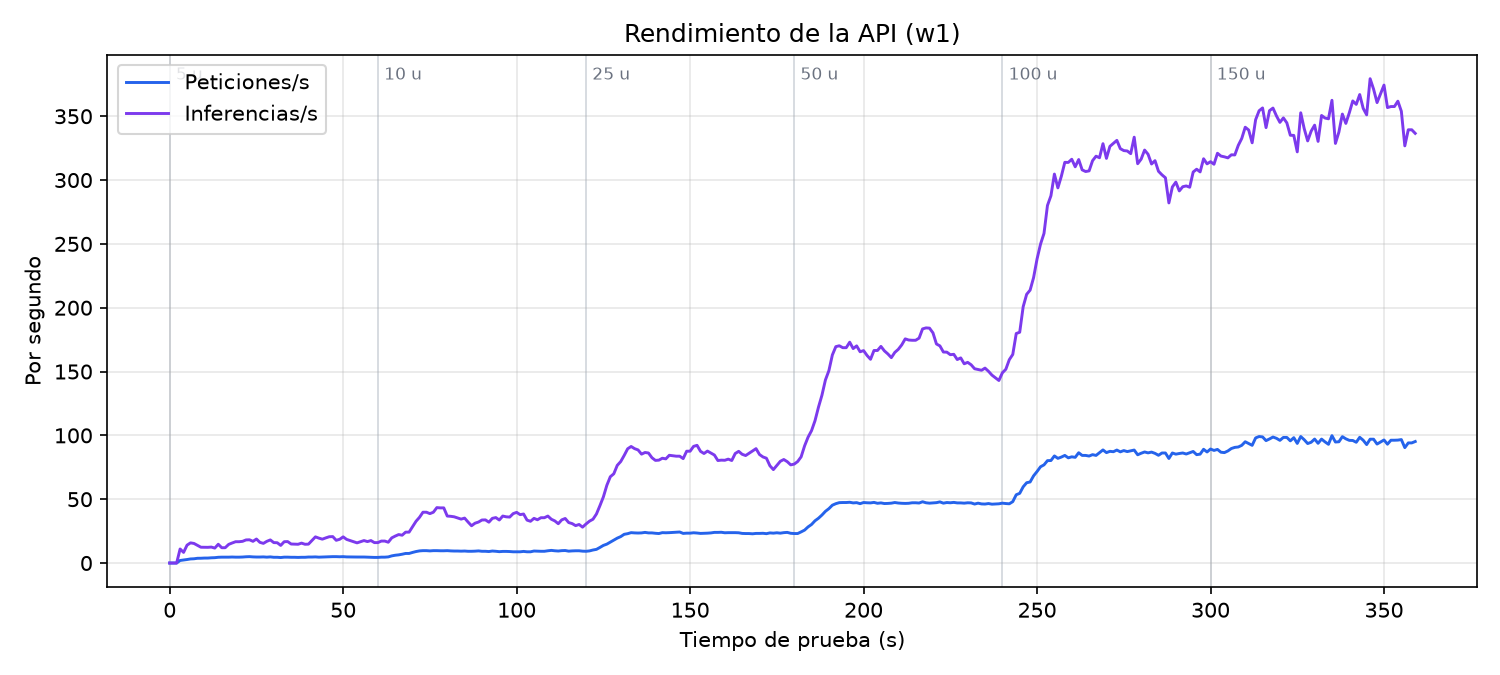 Rendimiento de la API (w1)
5 u
10 u
25 u
50 u
100 u
150 u
Peticiones/s
Inferencias/s
Por segundo
350
300
250
200
150
100
50
0
0
50
100
150
200
250
300
350
Tiempo de prueba (s)